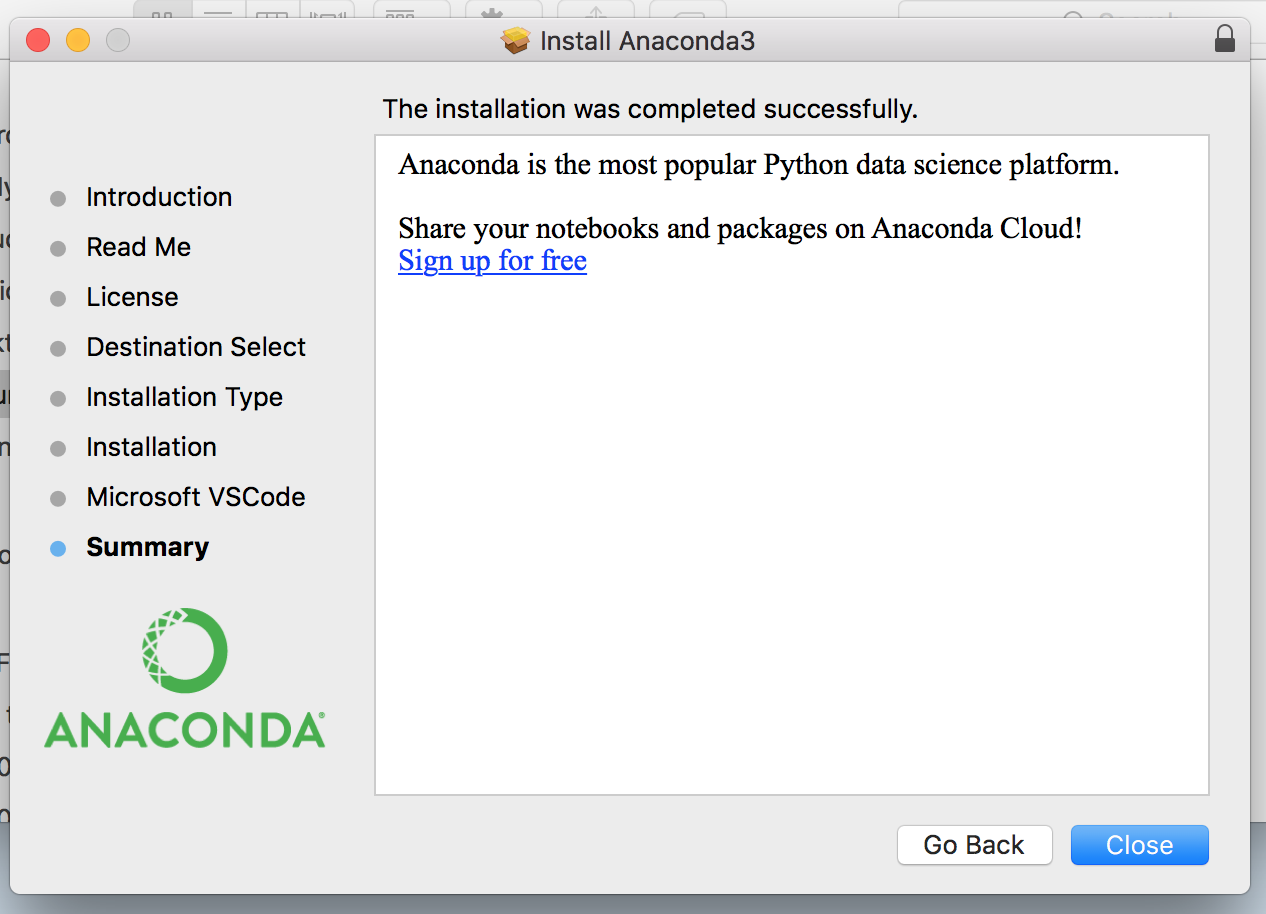 Install Anaconda3
The installation was completed successfully.
Introduction
Read Me
License
Destination Select
Installation Type
Installation
Microsoft VSCode
Summary
ANACONDA®
Anaconda is the most popular Python data science platform.
Share your notebooks and packages on Anaconda Cloud!
Sign up for free
Go Back
Close